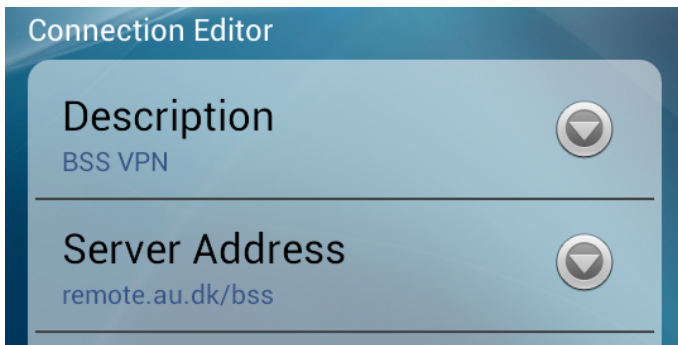 Connection Editor
Description
BSS VPN
Server Address
remote.au.dk/bss